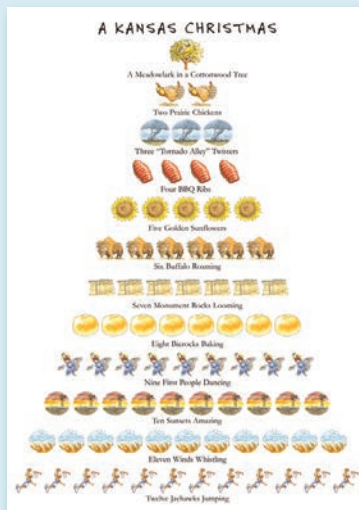 A KANSAS CHRISTMAS
A Meadowlark in a Cottonwood Tree
Two Prairie Chickens
Three "Tornado Alley" Twisters
Four BBQ Ribs
Five Golden Sunflowers
Six Buffalo Roaming
Seven Monument Rocks Looming
Eight Bierocks Baking
Nine First People Dancing
Ten Sunsets Amazing
Eleven Winds Whistling
Twelve Jayhawks Jumping